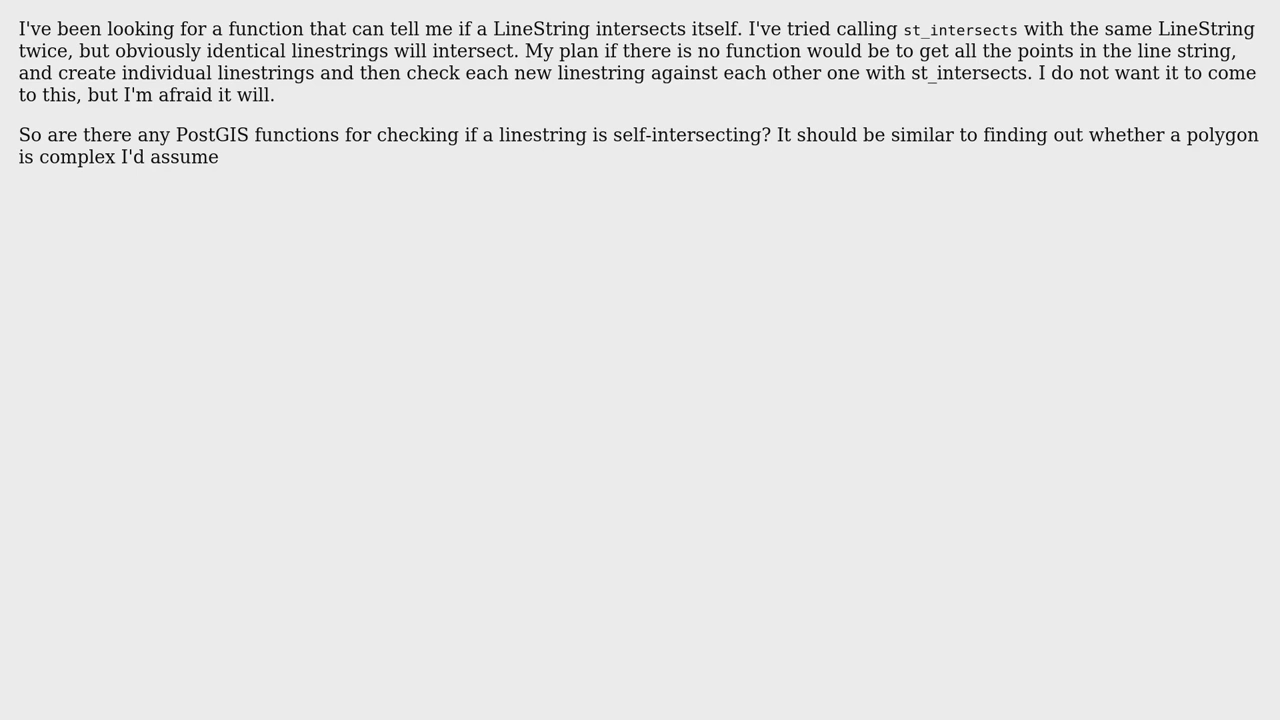 I've been looking for a function that can tell me if a LineString intersects itself. I've tried calling st_intersects with the same LineString
twice, but obviously identical linestrings will intersect. My plan if there is no function would be to get all the points in the line string,
and create individual linestrings and then check each new linestring against each other one with st_intersects. I do not want it to come
to this, but I'm afraid it will.
So are there any PostGIS functions for checking if a linestring is self-intersecting? It should be similar to finding out whether a polygon
is complex I'd assume